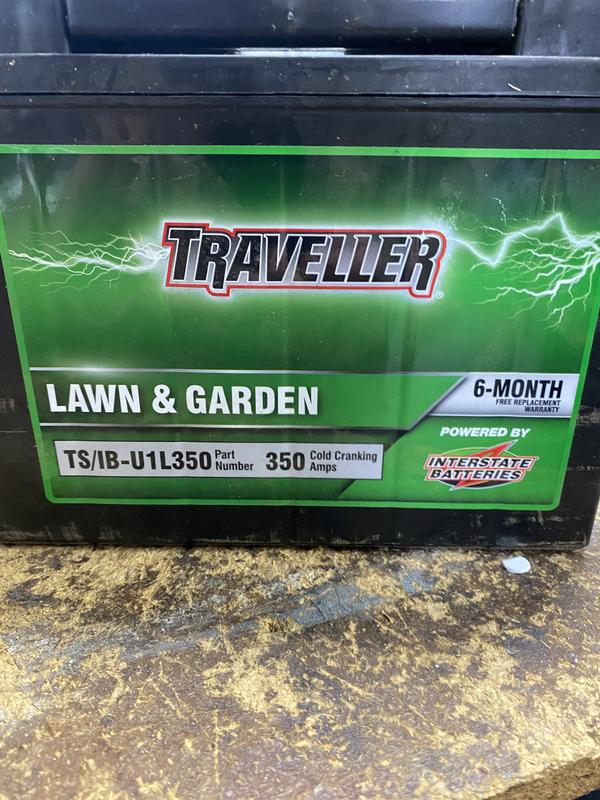 TRAVELLER®
LAWN & GARDEN
6-MONTH
FREE REPLACEMENT
WARRANTY
POWERED BY
INTERSTATE
BATTERIES
TS/IB-U1L350 Part Number 350 Cold Cranking Amps